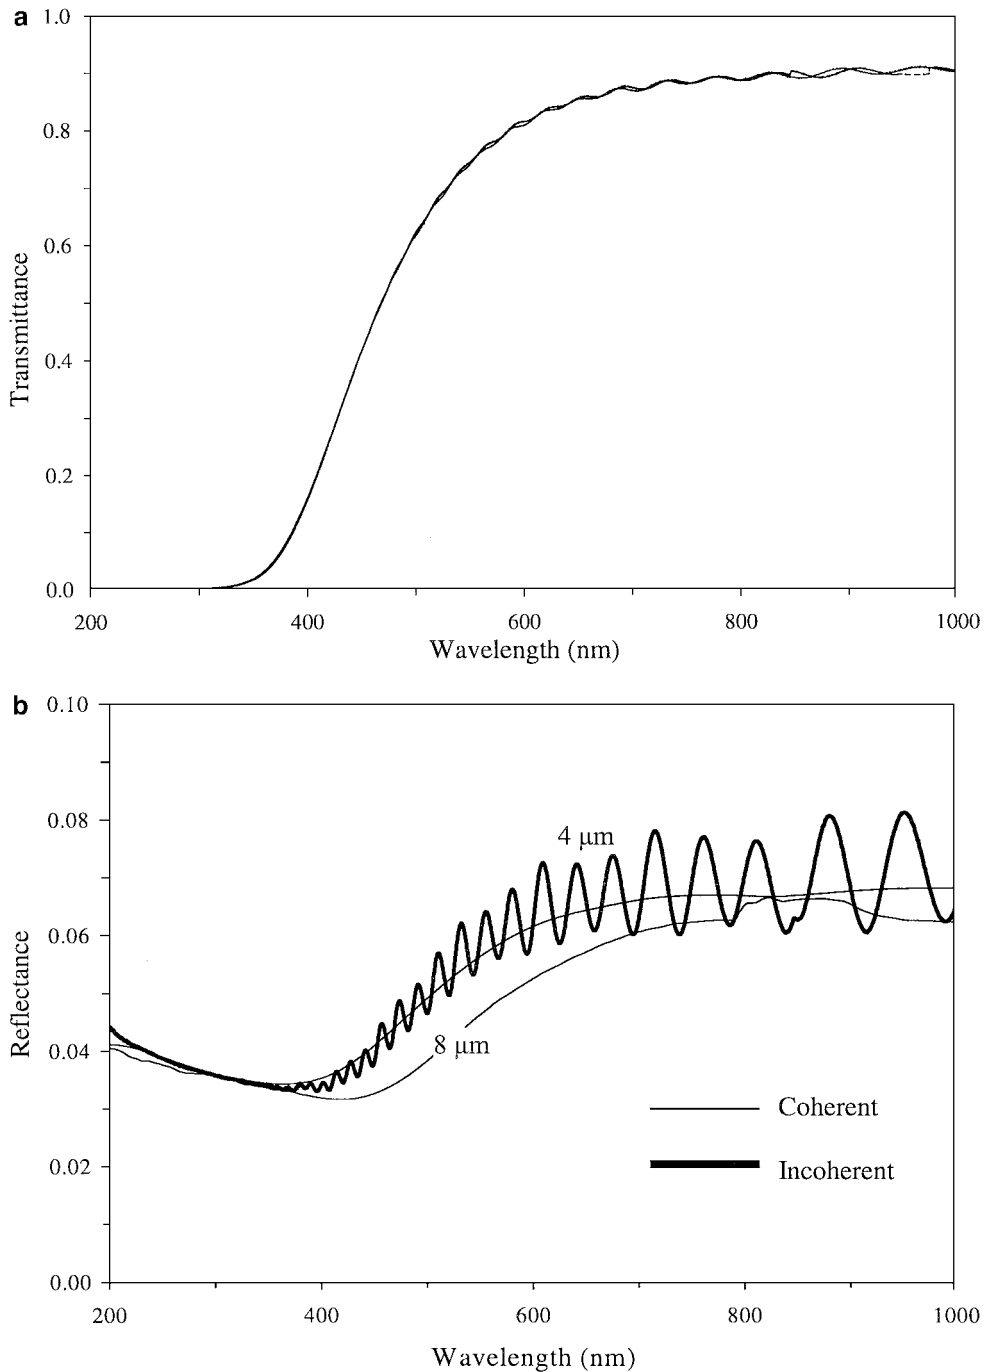 a
1.0
0.8
0.6
0.4
0.2
0.0
Transmittance
200 400 600 800 1000
Wavelength (nm)
b
0.10
0.08
0.06
0.04
0.02
0.00
Reflectance
4 μm
8 μm
Coherent
Incoherent
200 400 600 800 1000
Wavelength (nm)